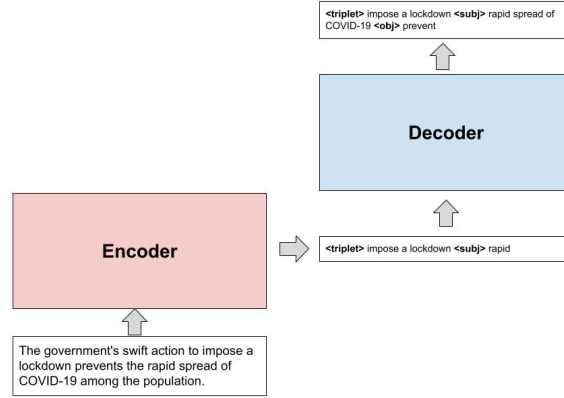 <triplet> impose a lockdown <subj> rapid spread of
COVID-19 <obj> prevent
Decoder
Encoder
<triplet> impose a lockdown <subj> rapid
The government's swift action to impose a
lockdown prevents the rapid spread of
COVID-19 among the population.